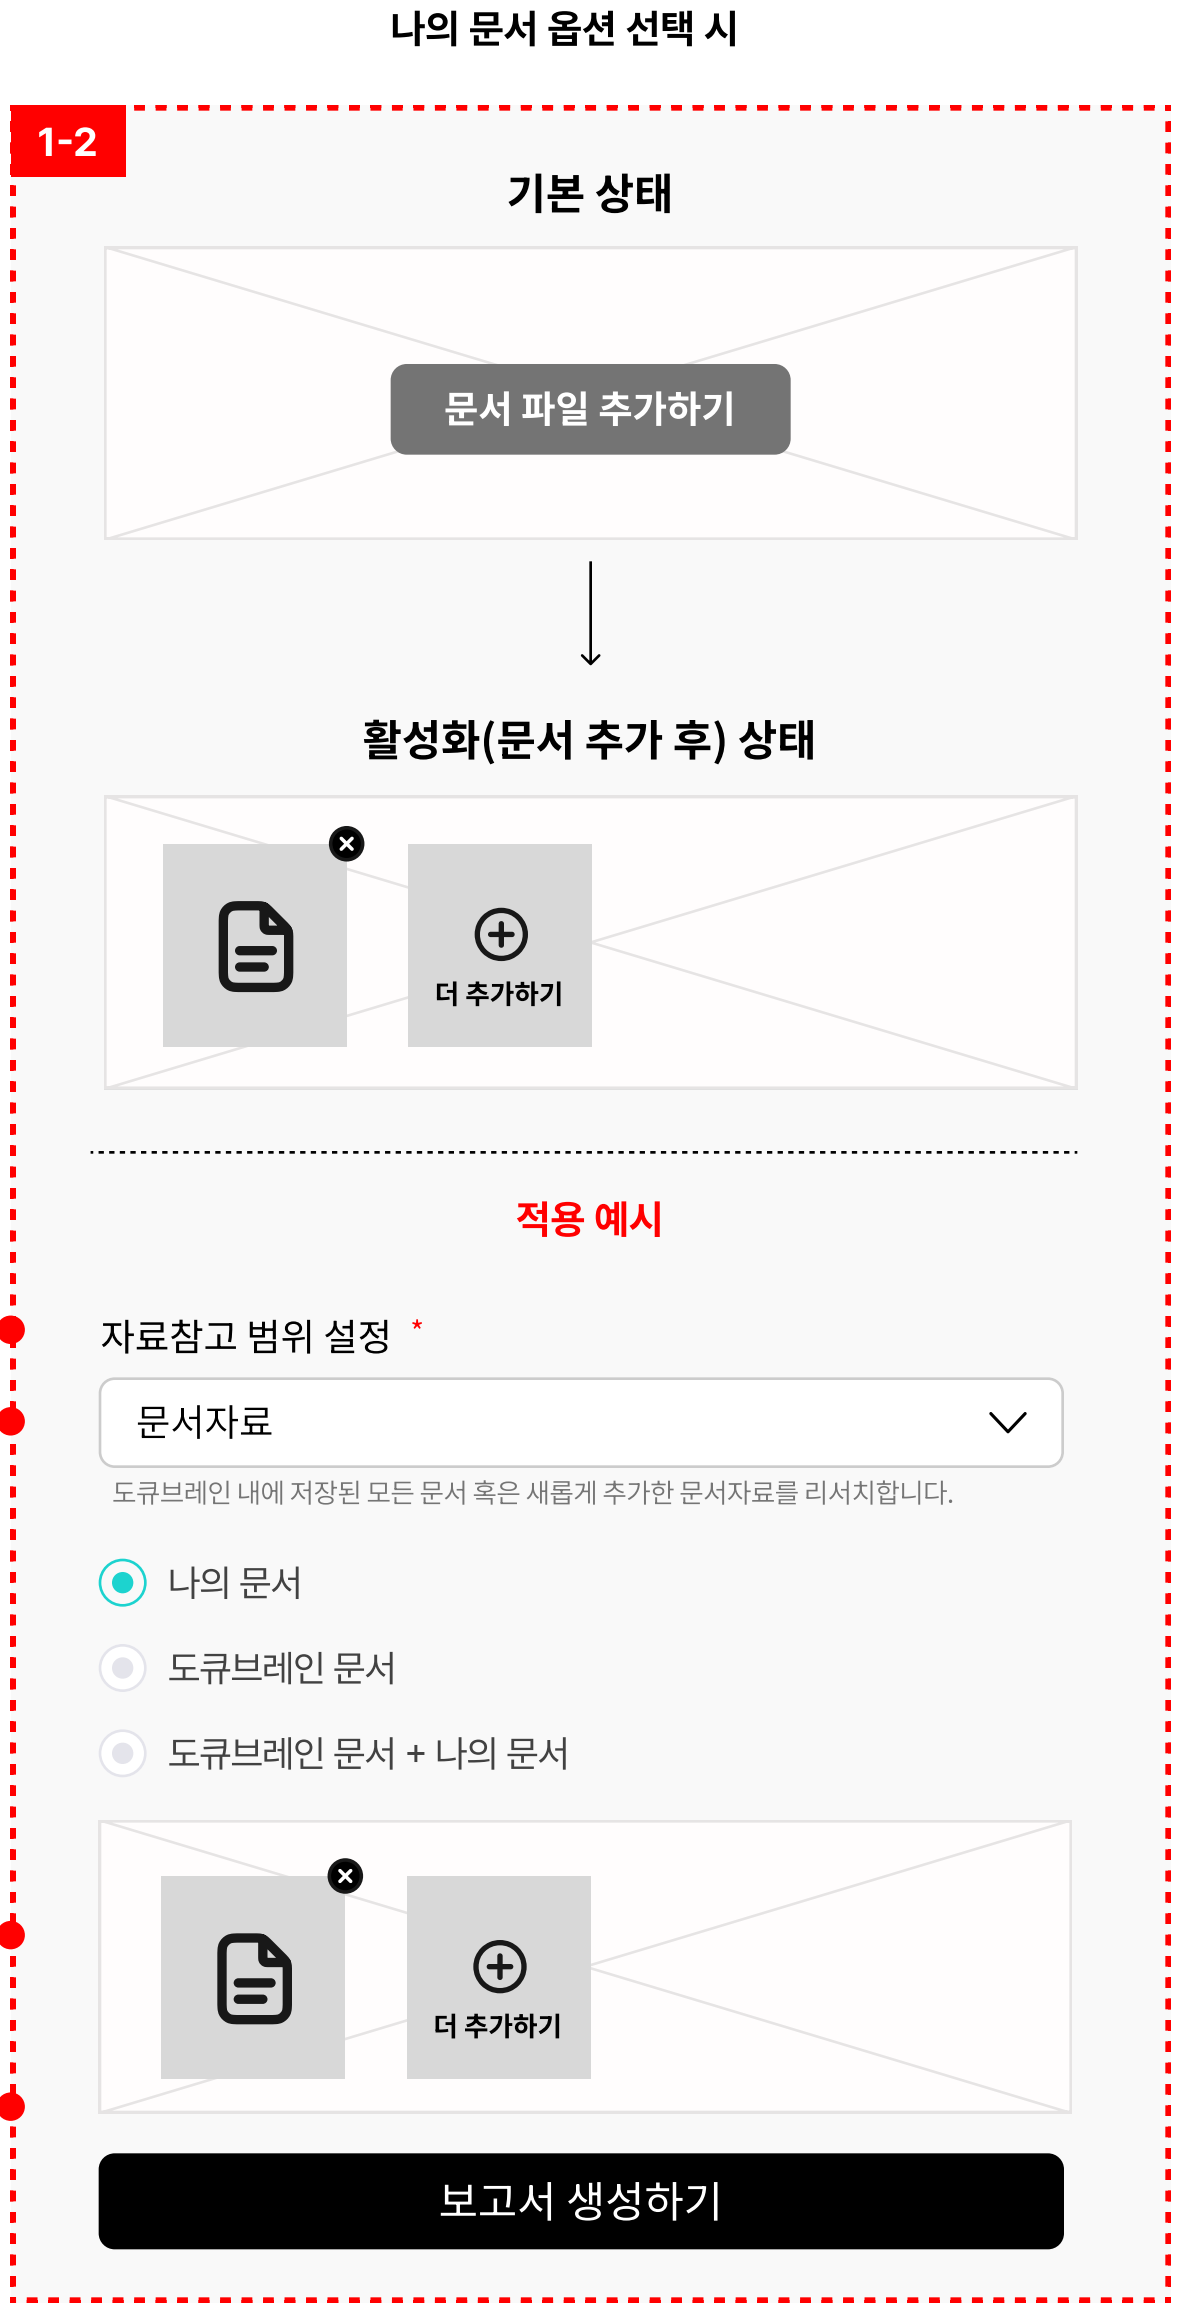 나의 문서 옵션 선택 시
1-2
기본 상태
문서 파일 추가하기
활성화(문서 추가 후) 상태
더 추가하기
적용 예시
자료참고 범위 설정 *
문서자료
도큐브레인 내에 저장된 모든 문서 혹은 새롭게 추가한 문서자료를 리서치합니다.
나의 문서
도큐브레인 문서
도큐브레인 문서 + 나의 문서
더 추가하기
보고서 생성하기